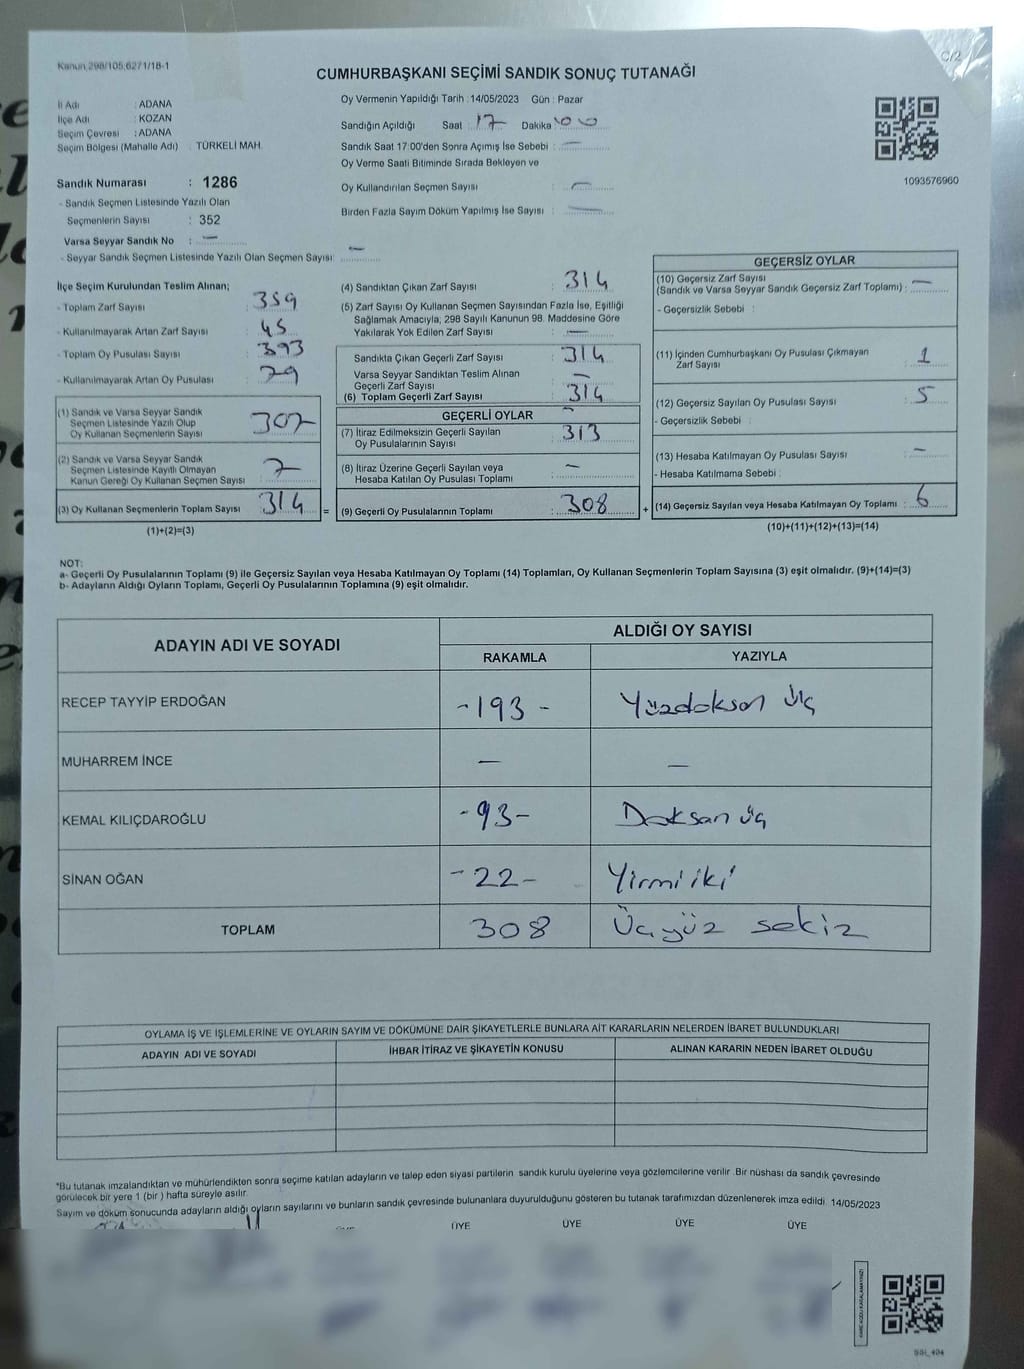 Kanun 298/105,6271/18-1
C/2
CUMHURBAŞKANI SEÇİMİ SANDIK SONUÇ TUTANAĞI
İl Adı : ADANA
İlçe Adı : KOZAN
Seçim Çevresi : ADANA
Seçim Bölgesi (Mahalle Adı) : TÜRKELİ MAH.
Oy Vermenin Yapıldığı Tarih : 14/05/2023 Gün : Pazar
Sandığın Açıldığı Saat : 17 Dakika : 00
Sandık Saat 17:00'den Sonra Açımış İse Sebebi : —
Oy Verme Saati Bitiminde Sırada Bekleyen ve
Oy Kullandırılan Seçmen Sayısı : —
Birden Fazla Sayım Döküm Yapılmış İse Sayısı : —
1093576960
Sandık Numarası : 1286
- Sandık Seçmen Listesinde Yazılı Olan
Seçmenlerin Sayısı : 352
Varsa Seyyar Sandık No : —
- Seyyar Sandık Seçmen Listesinde Yazılı Olan Seçmen Sayısı: —
İlçe Seçim Kurulundan Teslim Alınan;
- Toplam Zarf Sayısı : 359
- Kullanılmayarak Artan Zarf Sayısı : 45
- Toplam Oy Pusulası Sayısı : 393
- Kullanılmayarak Artan Oy Pusulası : 79
(1) Sandık ve Varsa Seyyar Sandık
Seçmen Listesinde Yazılı Olup
Oy Kullanan Seçmenlerin Sayısı : 307
(2) Sandık ve Varsa Seyyar Sandık
Seçmen Listesinde Kayıtlı Olmayan
Kanun Gereği Oy Kullanan Seçmen Sayısı : 7
(3) Oy Kullanan Seçmenlerin Toplam Sayısı : 314 =
(1)+(2)=(3)
(4) Sandıktan Çıkan Zarf Sayısı : 314
(5) Zarf Sayısı Oy Kullanan Seçmen Sayısından Fazla İse, Eşitliği
Sağlamak Amacıyla, 298 Sayılı Kanunun 98. Maddesine Göre
Yakılarak Yok Edilen Zarf Sayısı : —
Sandıkta Çıkan Geçerli Zarf Sayısı : 314
Varsa Seyyar Sandıktan Teslim Alınan
Geçerli Zarf Sayısı : —
(6) Toplam Geçerli Zarf Sayısı : 314
GEÇERLİ OYLAR
(7) İtiraz Edilmeksizin Geçerli Sayılan
Oy Pusulalarının Sayısı : 313
(8) İtiraz Üzerine Geçerli Sayılan veya
Hesaba Katılan Oy Pusulası Toplamı : —
(9) Geçerli Oy Pusulalarının Toplamı : 308 +
GEÇERSİZ OYLAR
(10) Geçersiz Zarf Sayısı
(Sandık ve Varsa Seyyar Sandık Geçersiz Zarf Toplamı) : —
- Geçersizlik Sebebi :
(11) İçinden Cumhurbaşkanı Oy Pusulası Çıkmayan
Zarf Sayısı : 1
(12) Geçersiz Sayılan Oy Pusulası Sayısı : 5
- Geçersizlik Sebebi :
(13) Hesaba Katılmayan Oy Pusulası Sayısı : —
- Hesaba Katılmama Sebebi :
(14) Geçersiz Sayılan veya Hesaba Katılmayan Oy Toplamı : 6
(10)+(11)+(12)+(13)=(14)
NOT:
a- Geçerli Oy Pusulalarının Toplamı (9) ile Geçersiz Sayılan veya Hesaba Katılmayan Oy Toplamı (14) Toplamları, Oy Kullanan Seçmenlerin Toplam Sayısına (3) eşit olmalıdır. (9)+(14)=(3)
b- Adayların Aldığı Oyların Toplamı, Geçerli Oy Pusulalarının Toplamına (9) eşit olmalıdır.
ADAYIN ADI VE SOYADI ALDIĞI OY SAYISI
RAKAMLA YAZIYLA
RECEP TAYYİP ERDOĞAN -193- Yüzdoksan üç
MUHARREM İNCE — —
KEMAL KILIÇDAROĞLU -93- Doksan üç
SİNAN OĞAN -22- Yirmi iki
TOPLAM 308 Üçyüz sekiz
OYLAMA İŞ VE İŞLEMLERİNE VE OYLARIN SAYIM VE DÖKÜMÜNE DAİR ŞİKAYETLERLE BUNLARA AİT KARARLARIN NELERDEN İBARET BULUNDUKLARI
ADAYIN ADI VE SOYADI İHBAR İTİRAZ VE ŞİKAYETİN KONUSU ALINAN KARARIN NEDEN İBARET OLDUĞU
*Bu tutanak imzalandıktan ve mühürlendikten sonra seçime katılan adayların ve talep eden siyasi partilerin sandık kurulu üyelerine veya gözlemcilerine verilir. Bir nüshası da sandık çevresinde
görülecek bir yere 1 (bir) hafta süreyle asılır.
Sayım ve döküm sonucunda adayların aldığı oyların sayılarını ve bunların sandık çevresinde bulunanlara duyurulduğunu gösteren bu tutanak tarafımızdan düzenlenerek imza edildi. 14/05/2023
ÜYE ÜYE ÜYE ÜYE